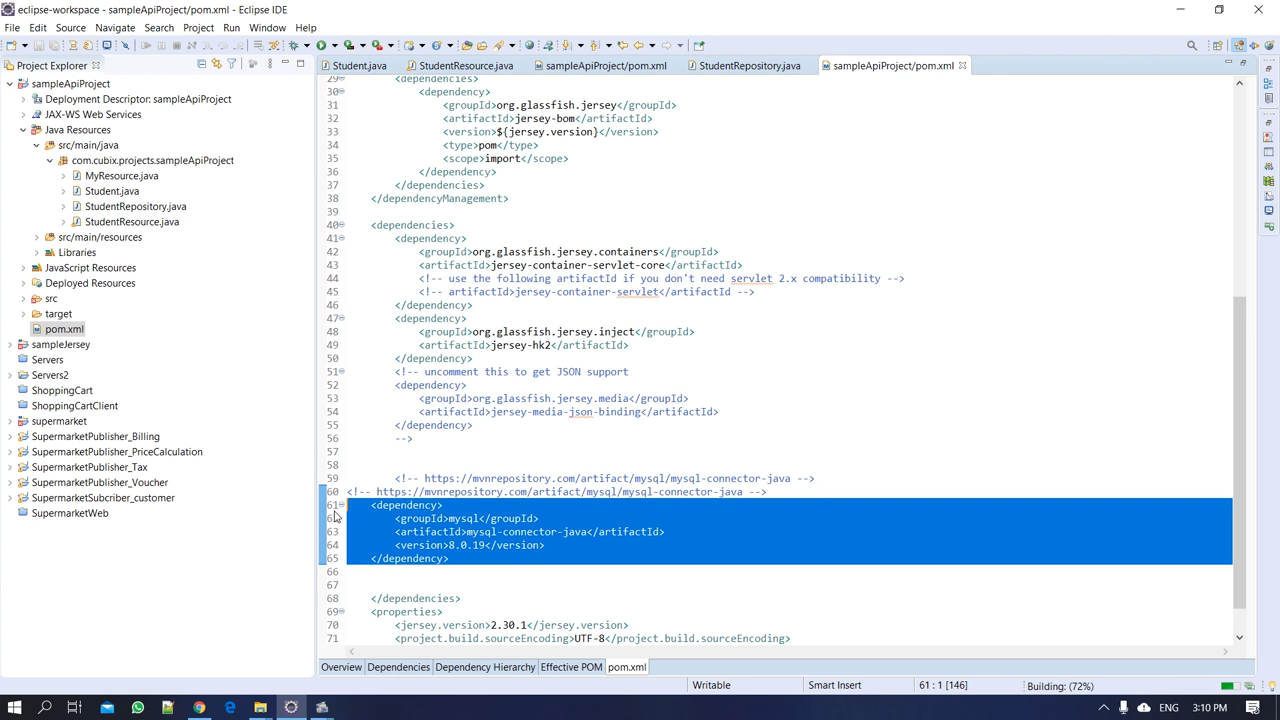 eclipse-workspace - sampleApiProject/pom.xml - Eclipse IDE
File Edit Source Navigate Search Project Run Window Help
Project Explorer
Student.java StudentResource.java sampleApiProject/pom.xml StudentRepository.java sampleApiProject/pom.xml
sampleApiProject
Deployment Descriptor: sampleApiProject
JAX-WS Web Services
Java Resources
src/main/java
com.cubix.projects.sampleApiProject
MyResource.java
Student.java
StudentRepository.java
StudentResource.java
src/main/resources
Libraries
JavaScript Resources
Deployed Resources
src
target
pom.xml
sampleJersey
Servers
Servers2
ShoppingCart
ShoppingCartClient
supermarket
SupermarketPublisher_Billing
SupermarketPublisher_PriceCalculation
SupermarketPublisher_Tax
SupermarketPublisher_Voucher
SupermarketSubcriber_customer
SupermarketWeb
29 <dependencies>
30 <dependency>
31 <groupId>org.glassfish.jersey</groupId>
32 <artifactId>jersey-bom</artifactId>
33 <version>${jersey.version}</version>
34 <type>pom</type>
35 <scope>import</scope>
36 </dependency>
37 </dependencies>
38 </dependencyManagement>
39
40 <dependencies>
41 <dependency>
42 <groupId>org.glassfish.jersey.containers</groupId>
43 <artifactId>jersey-container-servlet-core</artifactId>
44 <!-- use the following artifactId if you don't need servlet 2.x compatibility -->
45 <!-- artifactId>jersey-container-servlet</artifactId -->
46 </dependency>
47 <dependency>
48 <groupId>org.glassfish.jersey.inject</groupId>
49 <artifactId>jersey-hk2</artifactId>
50 </dependency>
51 <!-- uncomment this to get JSON support
52 <dependency>
53 <groupId>org.glassfish.jersey.media</groupId>
54 <artifactId>jersey-media-json-binding</artifactId>
55 </dependency>
56 -->
57
58
59 <!-- https://mvnrepository.com/artifact/mysql/mysql-connector-java -->
60 <!-- https://mvnrepository.com/artifact/mysql/mysql-connector-java -->
61 <dependency>
62 <groupId>mysql</groupId>
63 <artifactId>mysql-connector-java</artifactId>
64 <version>8.0.19</version>
65 </dependency>
66
67
68 </dependencies>
69 <properties>
70 <jersey.version>2.30.1</jersey.version>
71 <project.build.sourceEncoding>UTF-8</project.build.sourceEncoding>
Overview Dependencies Dependency Hierarchy Effective POM pom.xml
Writable Smart Insert 61 : 1 [146] Building: (72%)
ENG 3:10 PM